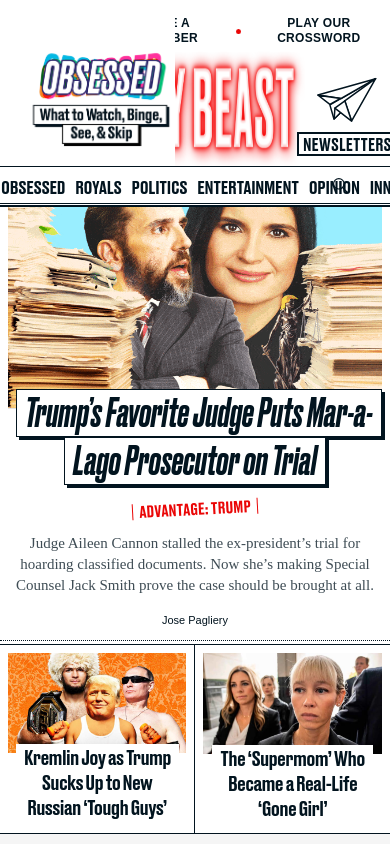 E A
BER
PLAY OUR
CROSSWORD
OBSESSED
What to Watch, Binge,
See, & Skip
Y BEAST
NEWSLETTERS
OBSESSED ROYALS POLITICS ENTERTAINMENT OPINION INN
Trump's Favorite Judge Puts Mar-a-
Lago Prosecutor on Trial
ADVANTAGE: TRUMP
Judge Aileen Cannon stalled the ex-president's trial for
hoarding classified documents. Now she's making Special
Counsel Jack Smith prove the case should be brought at all.
Jose Pagliery
Kremlin Joy as Trump
Sucks Up to New
Russian 'Tough Guys'
The 'Supermom' Who
Became a Real-Life
'Gone Girl'